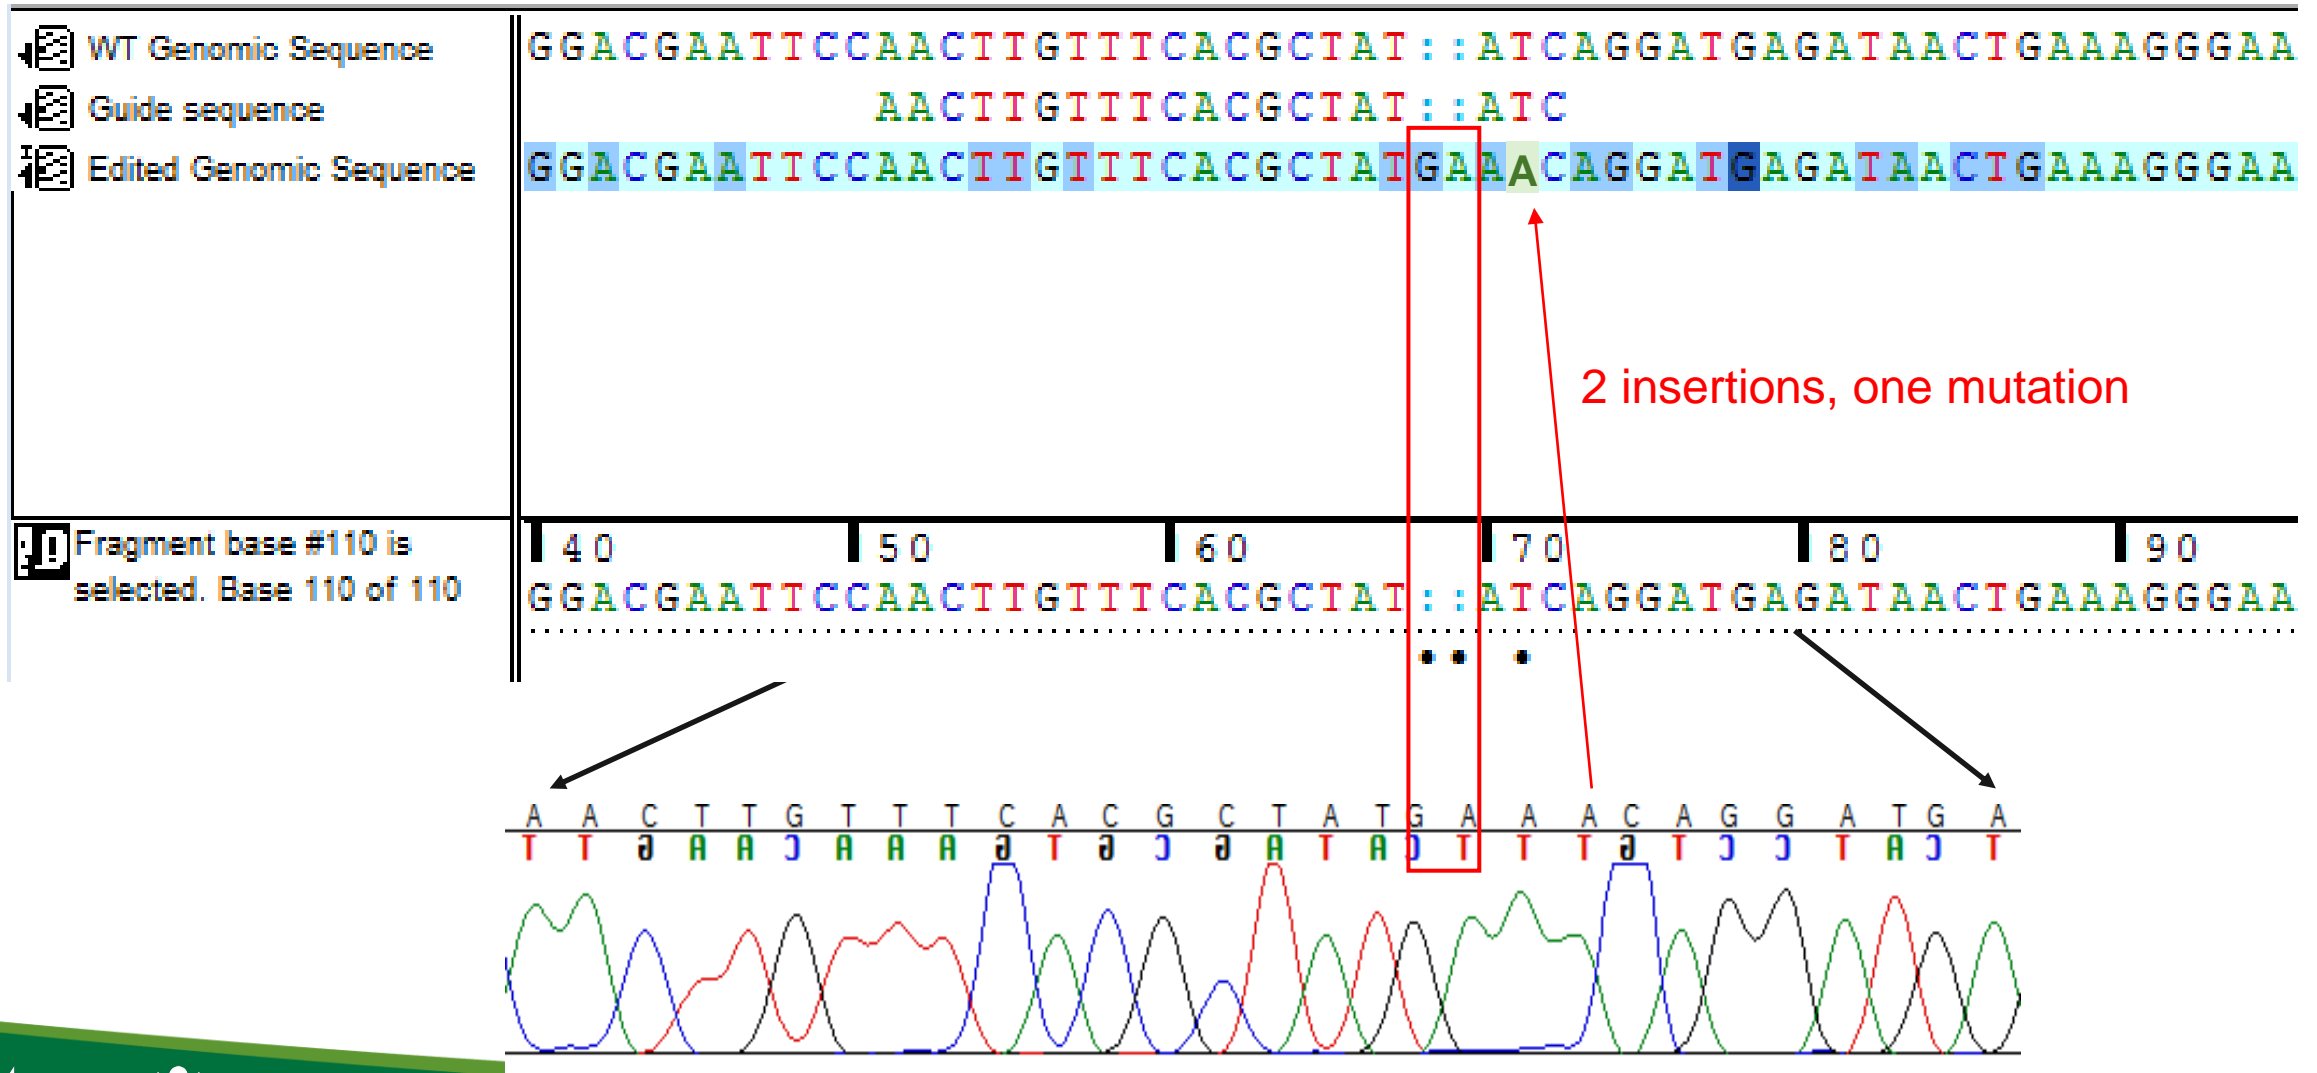 WT Genomic Sequence GGACGAATTCCAACTTGTTTCACGCTAT::ATCAGGATGAGATAACTGAAAGGGAA
Guide sequence AACTTGTTTCACGCTAT::ATC
Edited Genomic Sequence GGACGAATTCCAACTTGTTTCACGCTATGAAACAGGATGAGATAACTGAAAGGGAA
2 insertions, one mutation
Fragment base #110 is
selected. Base 110 of 110
40 50 60 70 80 90
GGACGAATTCCAACTTGTTTCACGCTAT::ATCAGGATGAGATAACTGAAAGGGAA
A A C T T G T T T C A C G C T A T G A A A C A G G A T G A
T T G A A C A A A G T G C G A T A C T T T G T C C T A C T